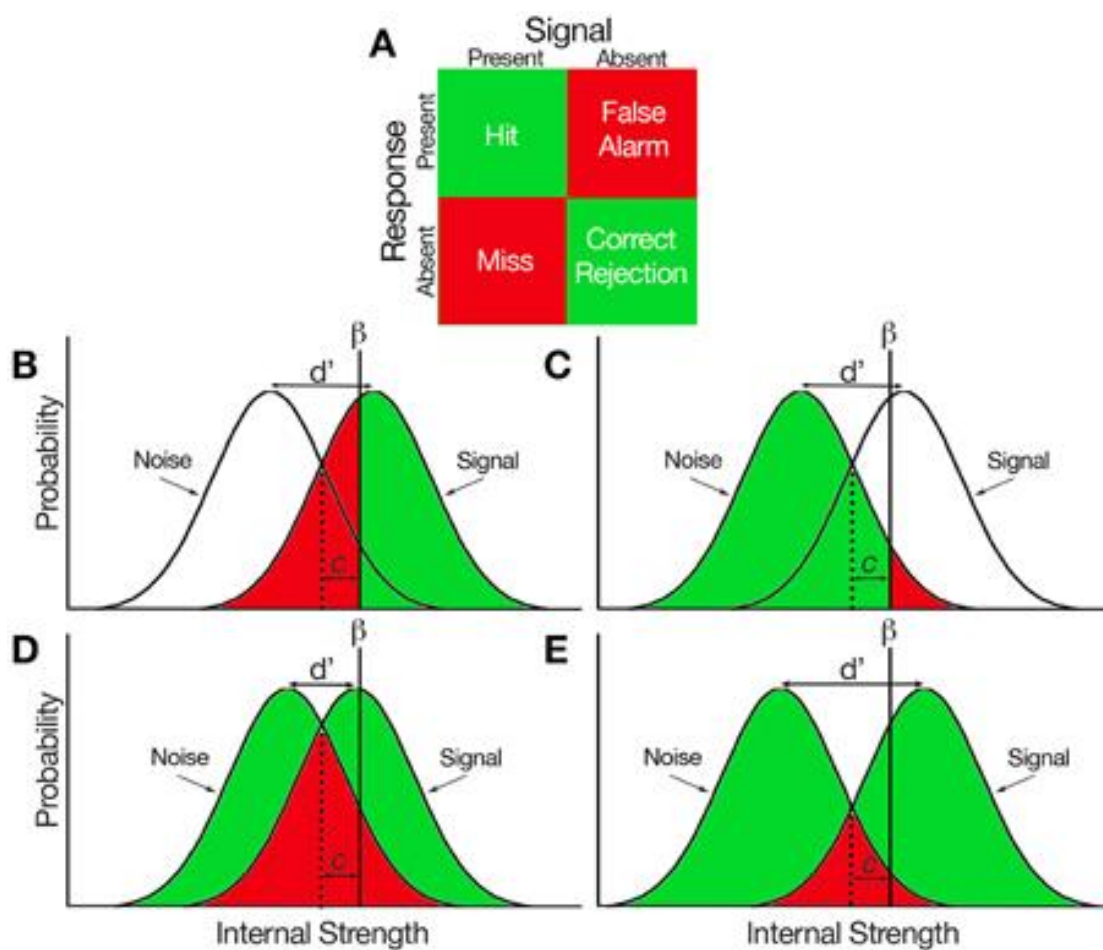 A
Signal
Present Absent
Response
Present
Absent
Hit
False
Alarm
Miss
Correct
Rejection
B
β
d'
Noise
Signal
c
Probability
C
β
d'
Noise
Signal
c
D
β
d'
Noise
Signal
c
Probability
Internal Strength
E
β
d'
Noise
Signal
c
Internal Strength